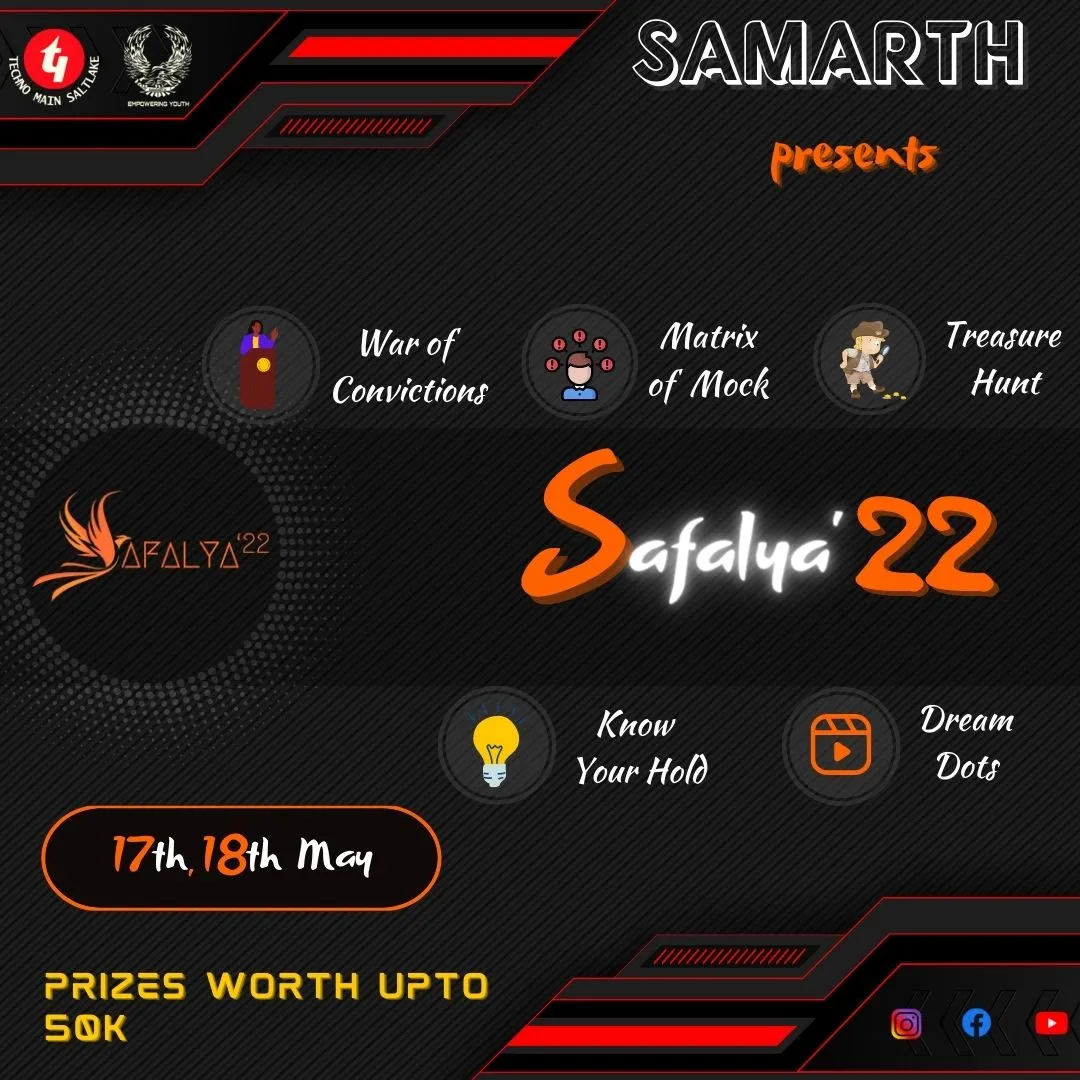 TECHNO MAIN SALTLAKE
EMPOWERING YOUTH
SAMARTH
presents
War of
Convictions
Matrix
of Mock
Treasure
Hunt
SAFALYA'22
Safalya'22
Know
Your Hold
Dream
Dots
17th, 18th May
PRIZES WORTH UPTO
50K